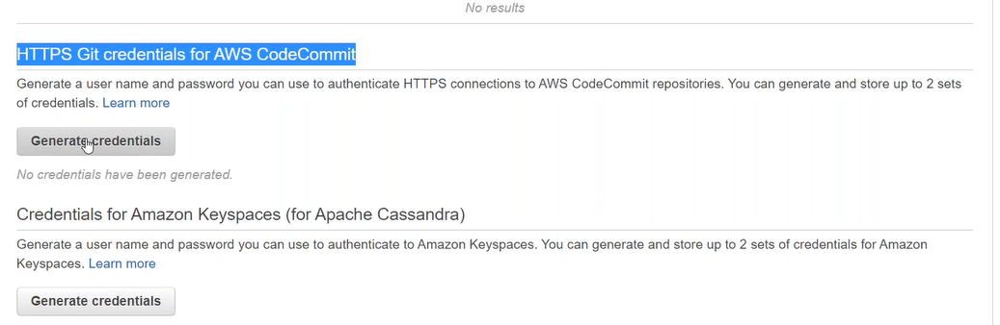 No results
HTTPS Git credentials for AWS CodeCommit
Generate a user name and password you can use to authenticate HTTPS connections to AWS CodeCommit repositories. You can generate and store up to 2 sets
of credentials. Learn more
Generate credentials
No credentials have been generated.
Credentials for Amazon Keyspaces (for Apache Cassandra)
Generate a user name and password you can use to authenticate to Amazon Keyspaces. You can generate and store up to 2 sets of credentials for Amazon
Keyspaces. Learn more
Generate credentials